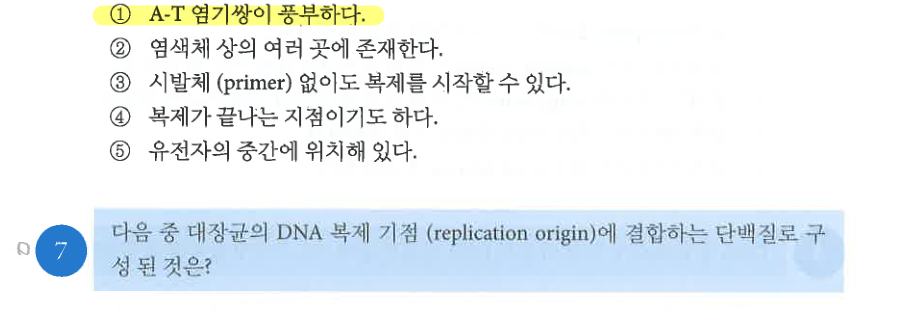 ① A-T 염기쌍이 풍부하다.
② 염색체 상의 여러 곳에 존재한다.
③ 시발체 (primer) 없이도 복제를 시작할 수 있다.
④ 복제가 끝나는 지점이기도 하다.
⑤ 유전자의 중간에 위치해 있다.
7
다음 중 대장균의 DNA 복제 기점 (replication origin)에 결합하는 단백질로 구
성 된 것은?